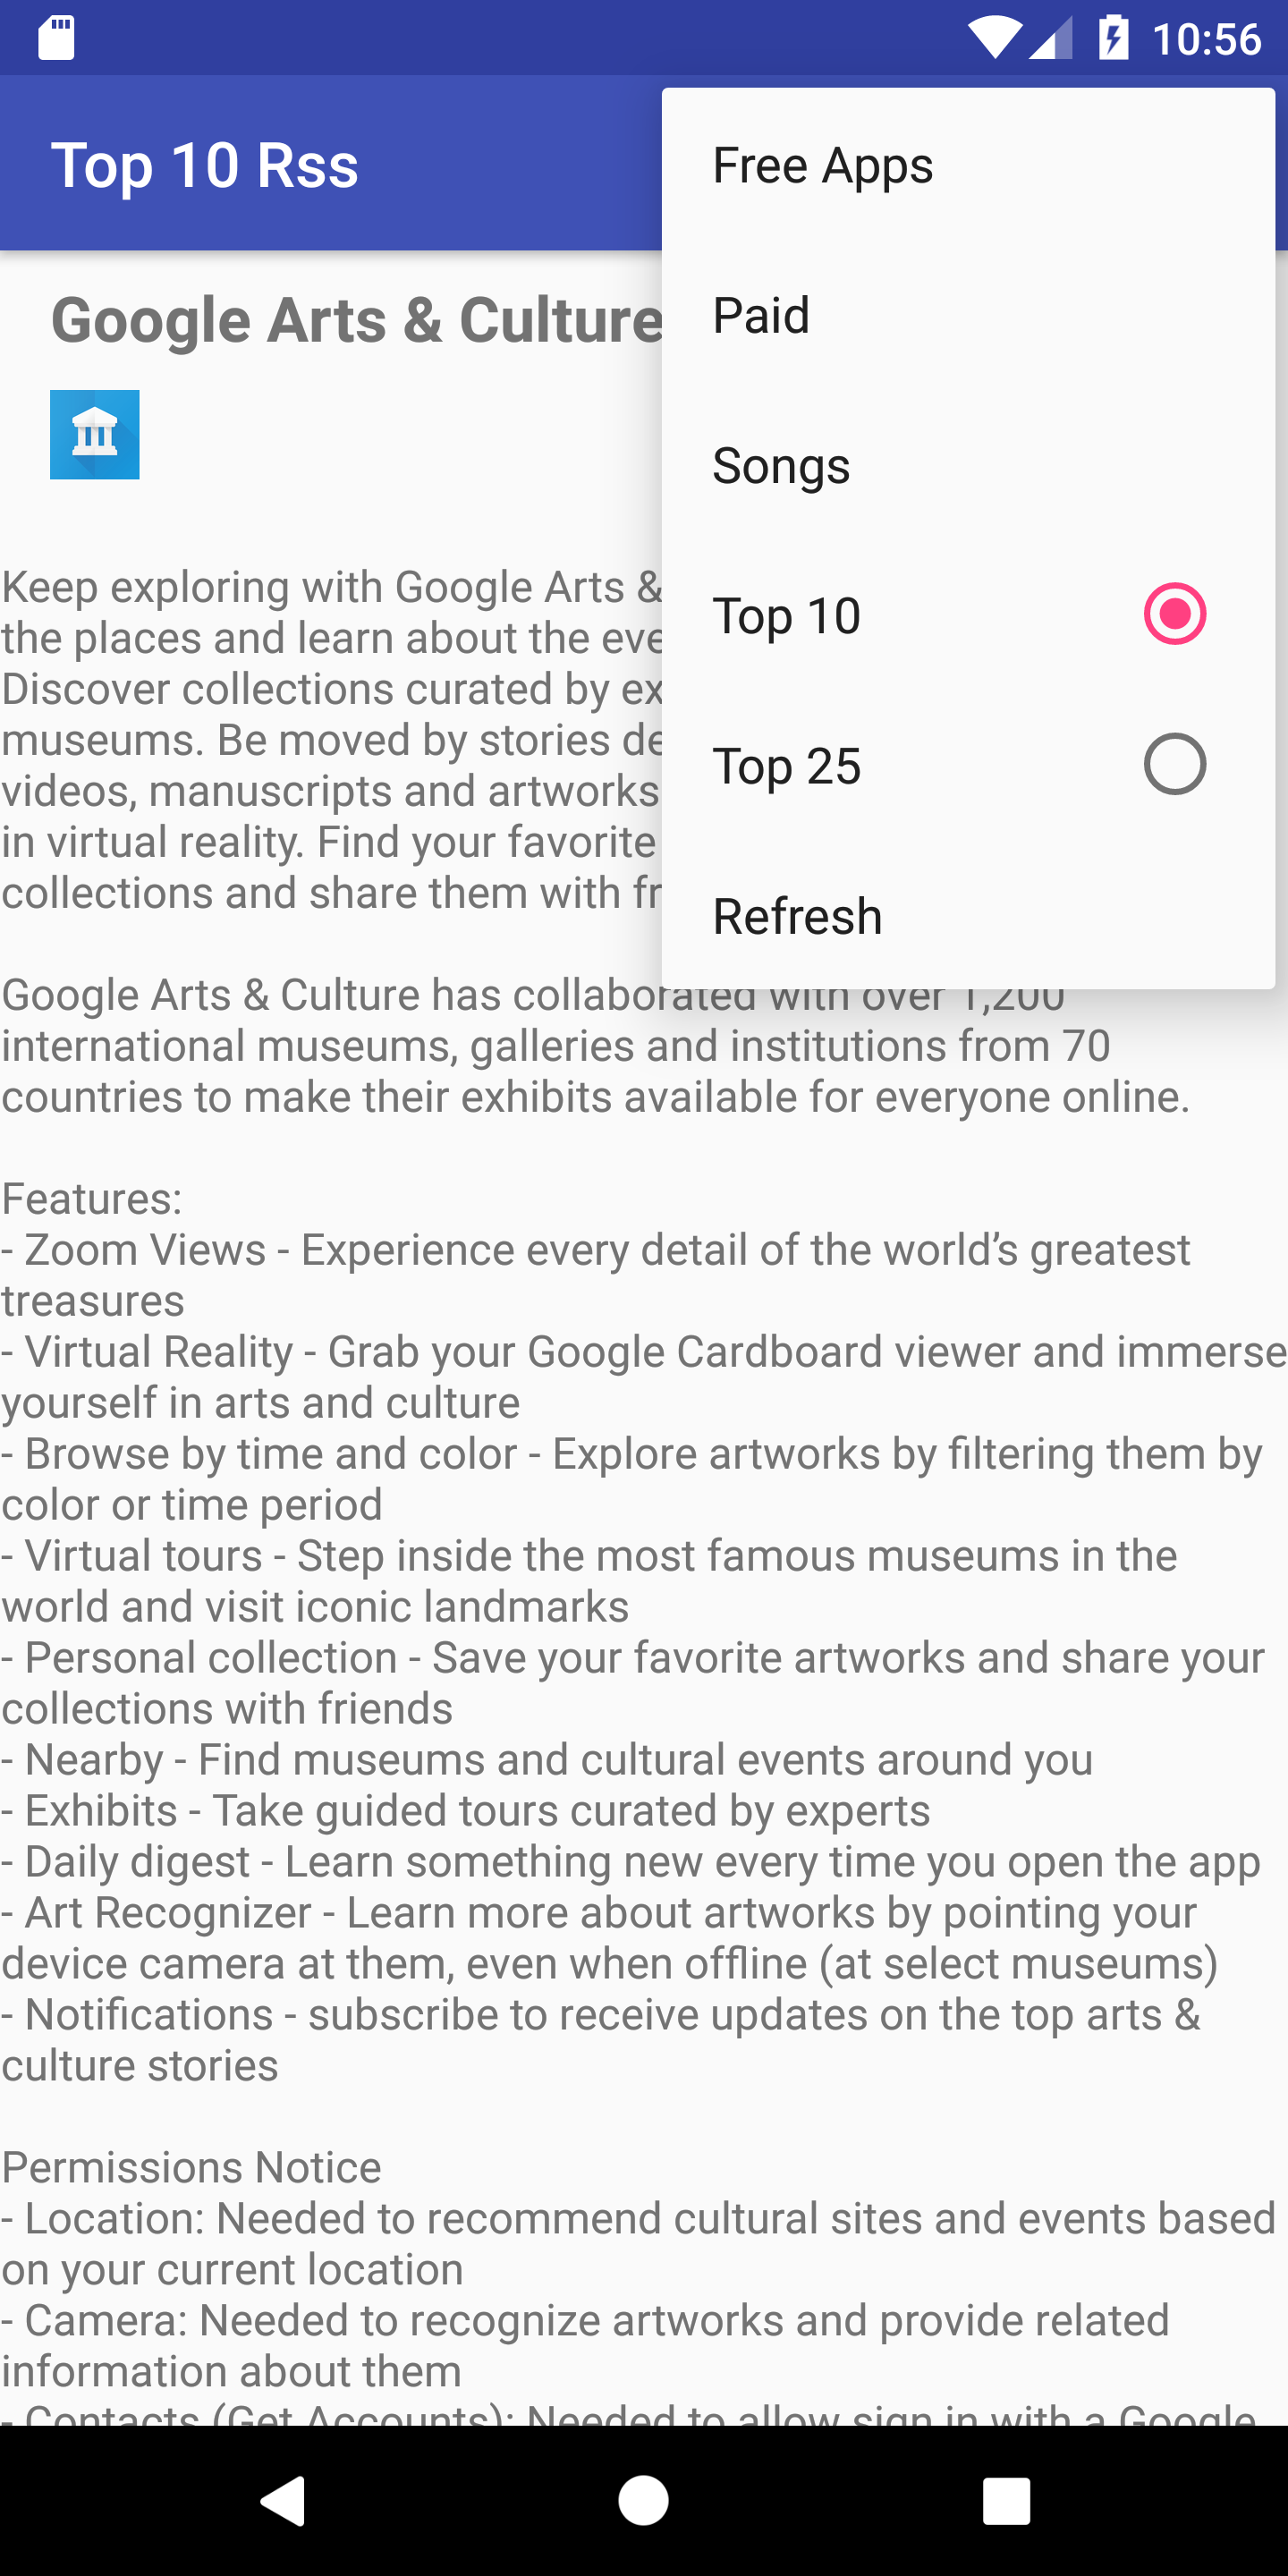 10:56
Top 10 Rss
Free Apps
Paid
Songs
Top 10
Top 25
Refresh
Google Arts & Culture
Keep exploring with Google Arts &
the places and learn about the eve
Discover collections curated by ex
museums. Be moved by stories de
videos, manuscripts and artworks
in virtual reality. Find your favorite
collections and share them with fr
Google Arts & Culture has collaborated with over 1,200
international museums, galleries and institutions from 70
countries to make their exhibits available for everyone online.
Features:
- Zoom Views - Experience every detail of the world’s greatest
treasures
- Virtual Reality - Grab your Google Cardboard viewer and immerse
yourself in arts and culture
- Browse by time and color - Explore artworks by filtering them by
color or time period
- Virtual tours - Step inside the most famous museums in the
world and visit iconic landmarks
- Personal collection - Save your favorite artworks and share your
collections with friends
- Nearby - Find museums and cultural events around you
- Exhibits - Take guided tours curated by experts
- Daily digest - Learn something new every time you open the app
- Art Recognizer - Learn more about artworks by pointing your
device camera at them, even when offline (at select museums)
- Notifications - subscribe to receive updates on the top arts &
culture stories
Permissions Notice
- Location: Needed to recommend cultural sites and events based
on your current location
- Camera: Needed to recognize artworks and provide related
information about them
- Contacts (Get Accounts): Needed to allow sign in with a Google